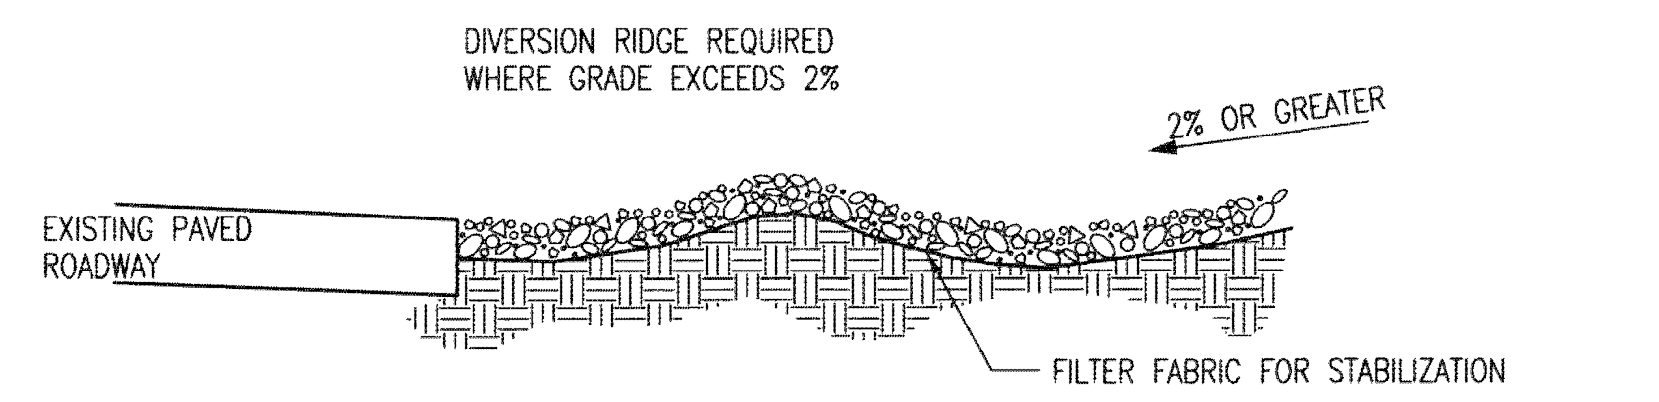 DIVERSION RIDGE REQUIRED
WHERE GRADE EXCEEDS 2%
2% OR GREATER
EXISTING PAVED
ROADWAY
FILTER FABRIC FOR STABILIZATION